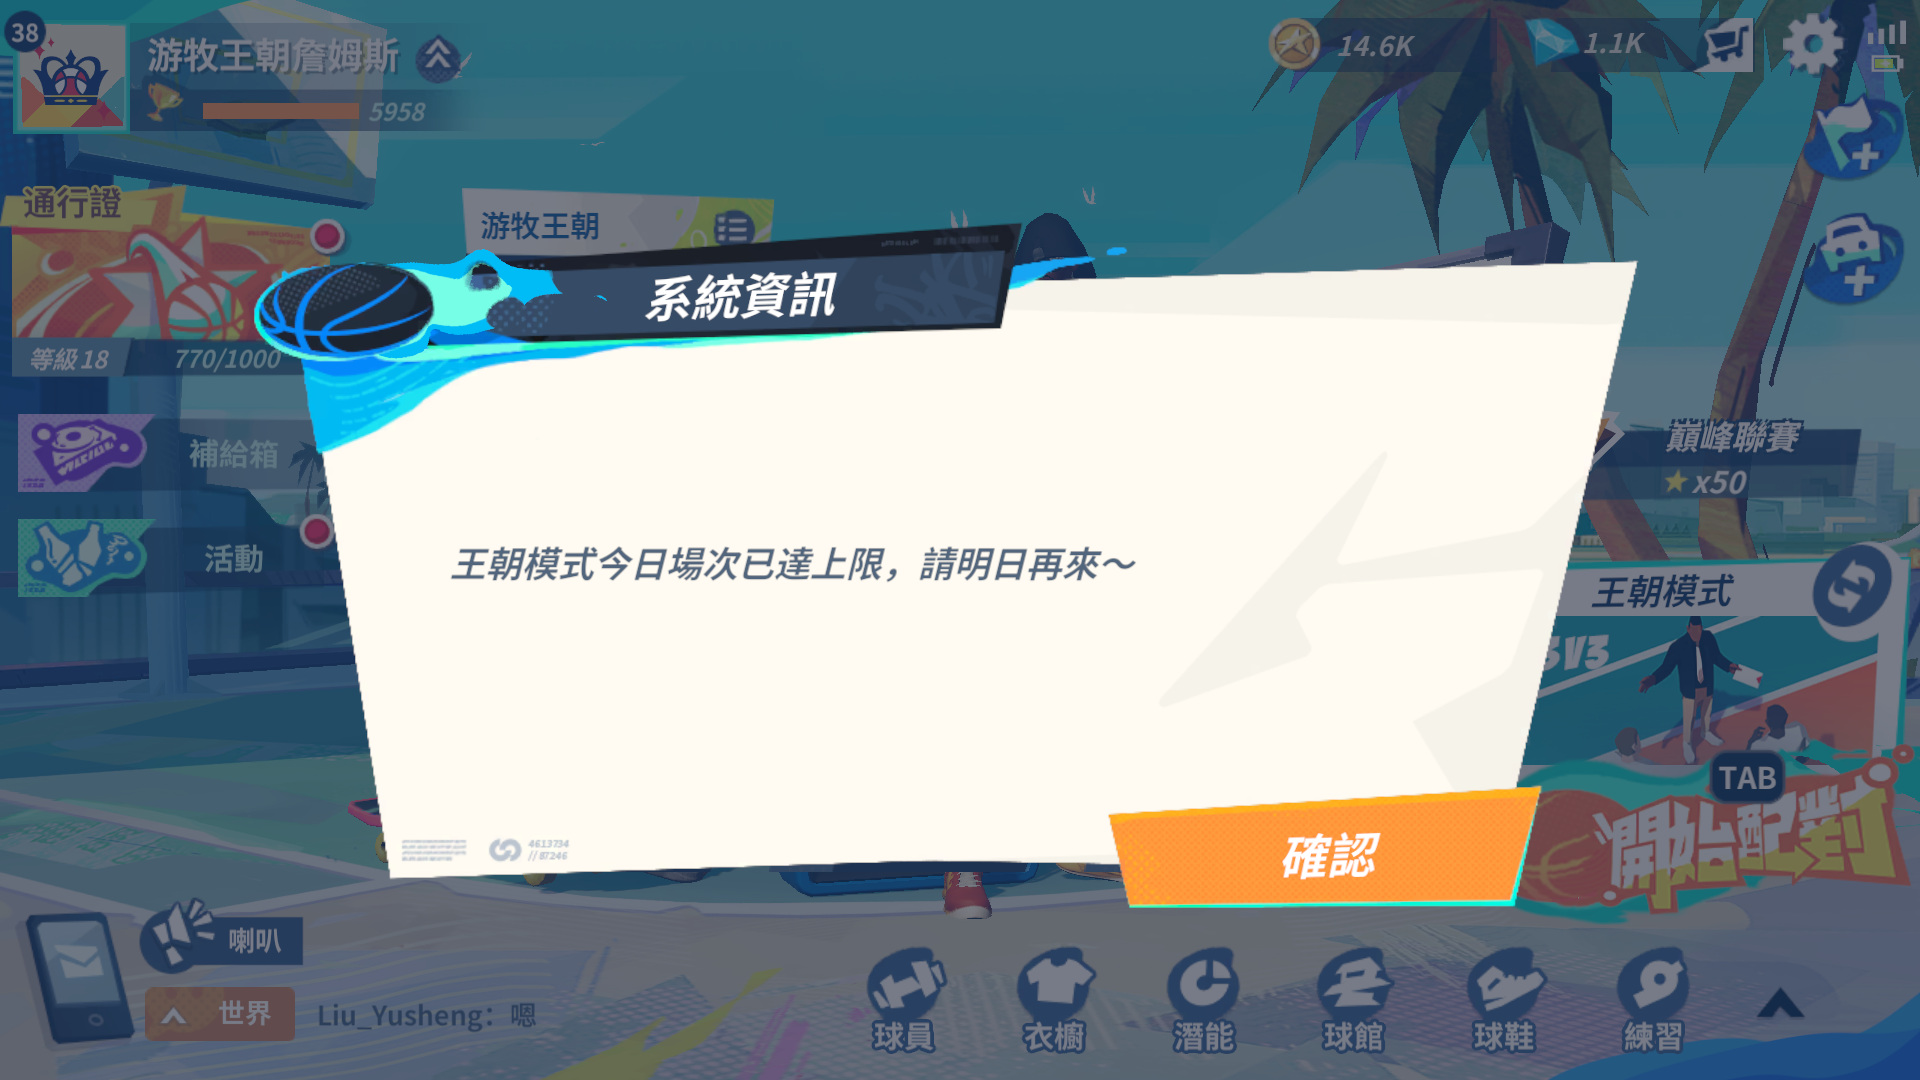 38
游牧王朝詹姆斯
5958
14.6K
1.1K
通行證
等級 18
770/1000
補給箱
活動
游牧王朝
系統資訊
王朝模式今日場次已達上限，請明日再來～
4613734
// 87246
確認
巔峰聯賽
x50
王朝模式
3V3
TAB
開始配對
喇叭
世界
Liu_Yusheng： 嗯
球員
衣櫥
潛能
球館
球鞋
練習